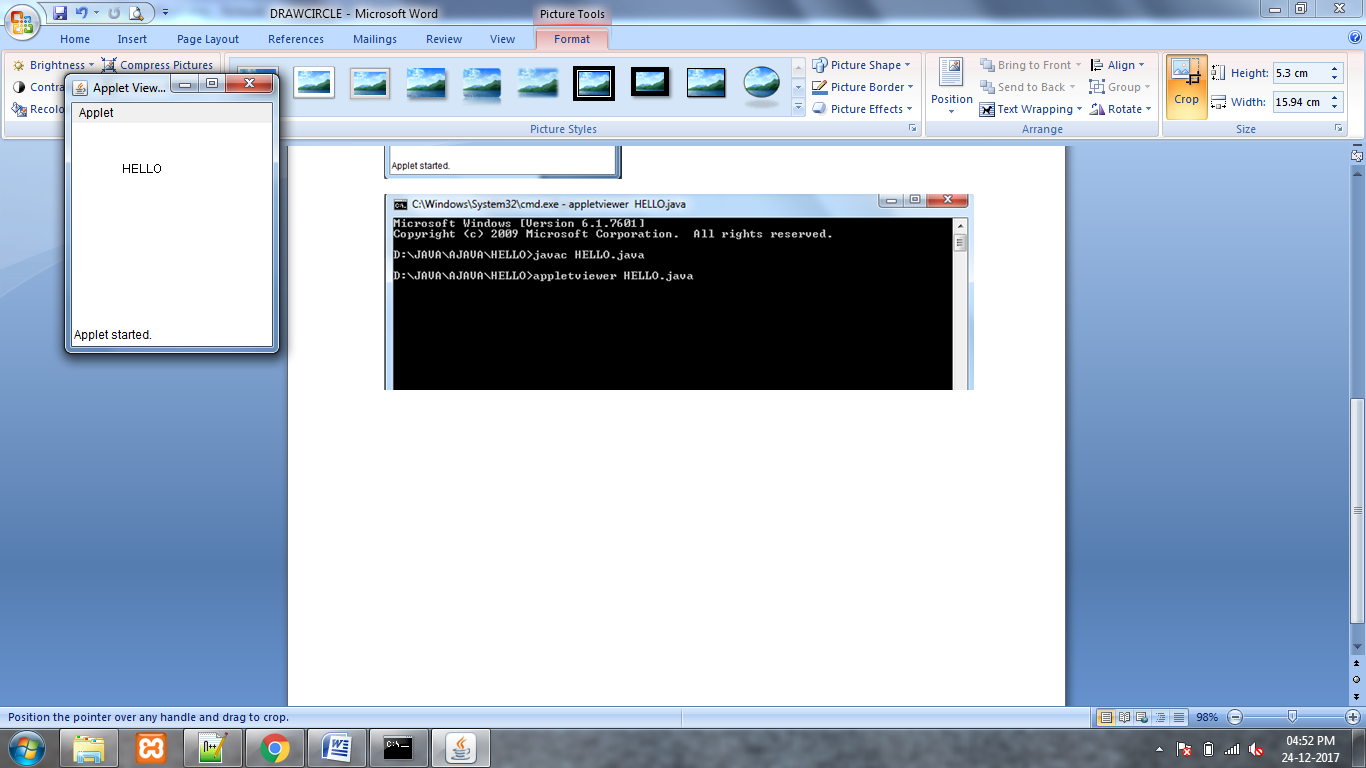 DRAWCIRCLE - Microsoft Word
Picture Tools
Home Insert Page Layout References Mailings Review View Format
Brightness
Compress Pictures
Contra
Recolo
Picture Shape
Picture Border
Picture Effects
Picture Styles
Position
Bring to Front
Send to Back
Text Wrapping
Align
Group
Rotate
Arrange
Crop
Height: 5.3 cm
Width: 15.94 cm
Size
Applet View...
Applet
HELLO
Applet started.
Applet started.
C:\Windows\System32\cmd.exe - appletviewer HELLO.java
Microsoft Windows [Version 6.1.7601]
Copyright (c) 2009 Microsoft Corporation. All rights reserved.
D:\JAVA\AJAVA\HELLO>javac HELLO.java
D:\JAVA\AJAVA\HELLO>appletviewer HELLO.java
Position the pointer over any handle and drag to crop.
98%
04:52 PM
24-12-2017